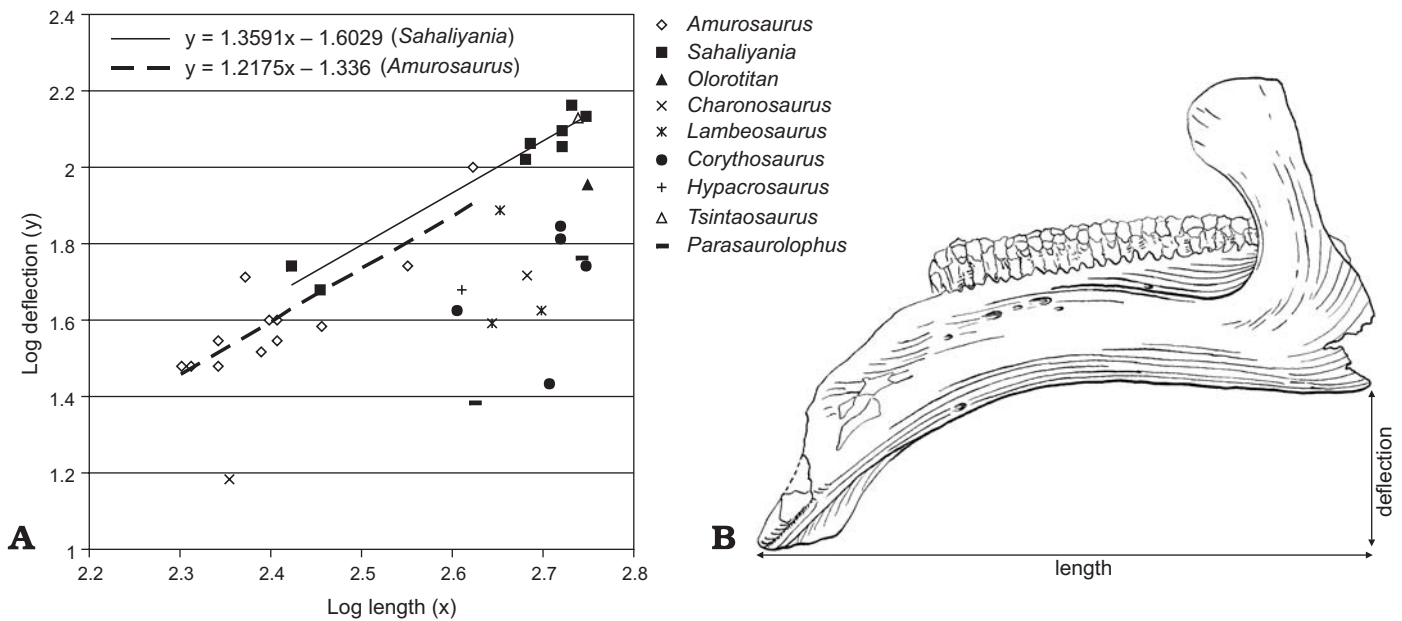 2.4
2.2
2
1.8
1.6
1.4
1.2
1
Log deflection (y)
y = 1.3591x – 1.6029 (Sahaliyania)
y = 1.2175x – 1.336 (Amurosaurus)
2.2 2.3 2.4 2.5 2.6 2.7 2.8
Log length (x)
A
Amurosaurus
Sahaliyania
Olorotitan
Charonosaurus
Lambeosaurus
Corythosaurus
Hypacrosaurus
Tsintaosaurus
Parasaurolophus
B
deflection
length